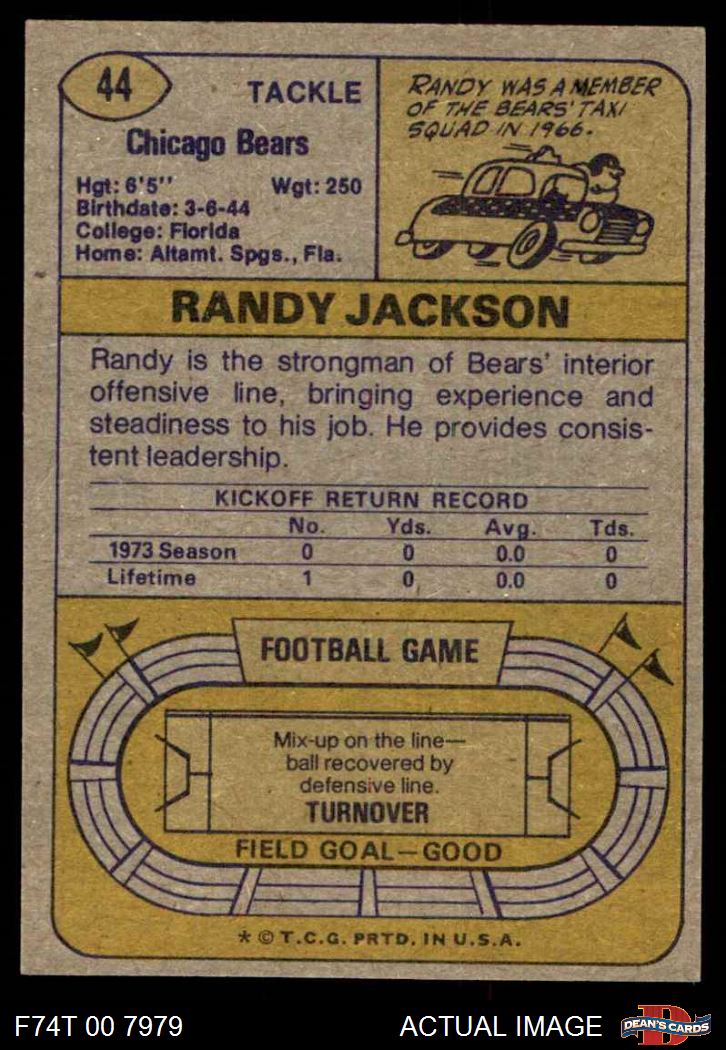 44
TACKLE
Chicago Bears
Hgt: 6'5" Wgt: 250
Birthdate: 3-6-44
College: Florida
Home: Altamt. Spgs., Fla.
RANDY WAS A MEMBER
OF THE BEARS' TAXI
SQUAD IN 1966.
RANDY JACKSON
Randy is the strongman of Bears' interior
offensive line, bringing experience and
steadiness to his job. He provides consis-
tent leadership.
KICKOFF RETURN RECORD
No. Yds. Avg. Tds.
1973 Season 0 0 0.0 0
Lifetime 1 0 0.0 0
FOOTBALL GAME
Mix-up on the line—
ball recovered by
defensive line.
TURNOVER
FIELD GOAL—GOOD
* © T.C.G. PRTD. IN U.S.A.
F74T 00 7979 ACTUAL IMAGE
D
DEAN'S CARDS